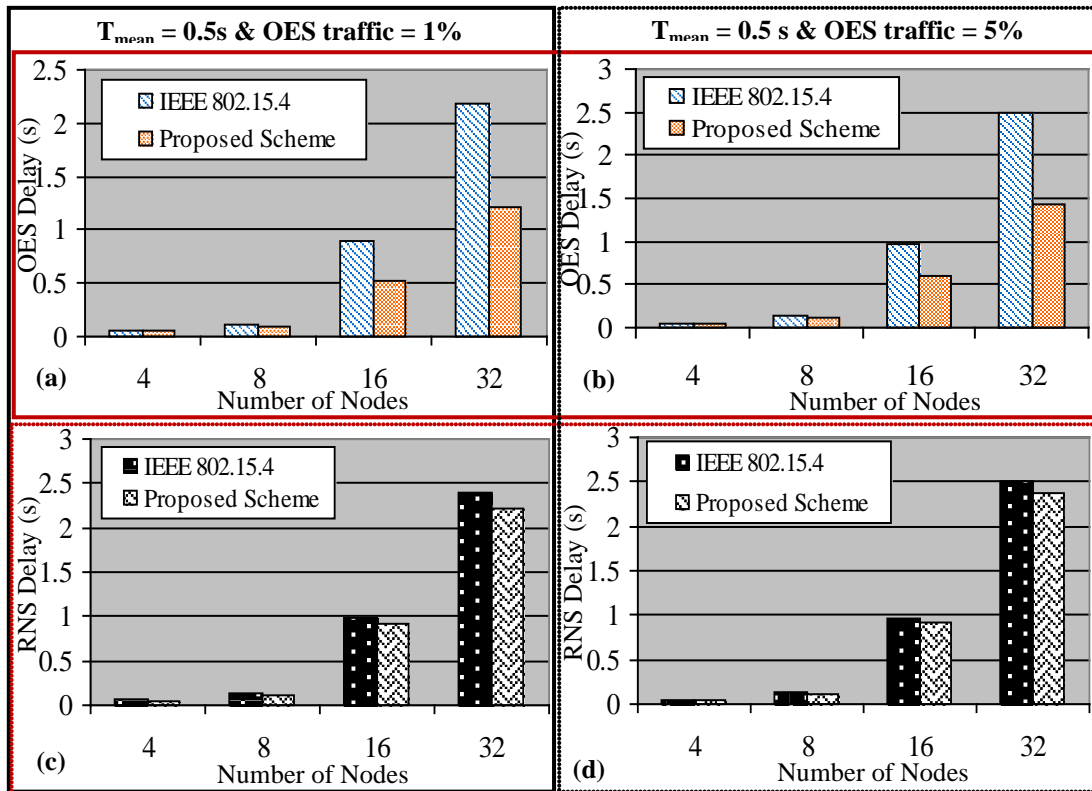 T_mean = 0.5s & OES traffic = 1%
T_mean = 0.5 s & OES traffic = 5%
OES Delay (s)
2.5
2
1.5
1
0.5
0
IEEE 802.15.4
Proposed Scheme
4 8 16 32
(a)
Number of Nodes
OES Delay (s)
3
2.5
2
1.5
1
0.5
0
IEEE 802.15.4
Proposed Scheme
4 8 16 32
(b)
Number of Nodes
RNS Delay (s)
3
2.5
2
1.5
1
0.5
0
IEEE 802.15.4
Proposed Scheme
4 8 16 32
(c)
Number of Nodes
RNS Delay (s)
3
2.5
2
1.5
1
0.5
0
IEEE 802.15.4
Proposed Scheme
4 8 16 32
(d)
Number of Nodes